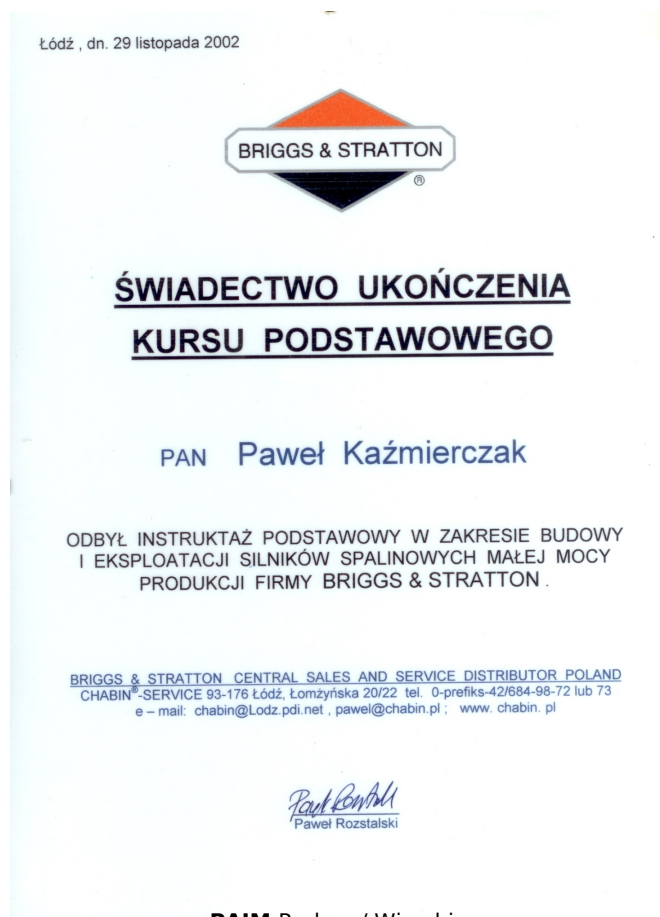 Łódź , dn. 29 listopada 2002
BRIGGS & STRATTON
®
ŚWIADECTWO UKOŃCZENIA
KURSU PODSTAWOWEGO
PAN Paweł Kaźmierczak
ODBYŁ INSTRUKTAŻ PODSTAWOWY W ZAKRESIE BUDOWY
I EKSPLOATACJI SILNIKÓW SPALINOWYCH MAŁEJ MOCY
PRODUKCJI FIRMY BRIGGS & STRATTON .
BRIGGS & STRATTON CENTRAL SALES AND SERVICE DISTRIBUTOR POLAND
CHABIN®-SERVICE 93-176 Łódź, Łomżyńska 20/22 tel. 0-prefiks-42/684-98-72 lub 73
e – mail: chabin@Lodz.pdi.net , pawel@chabin.pl ; www. chabin. pl
Paweł Rozstalski